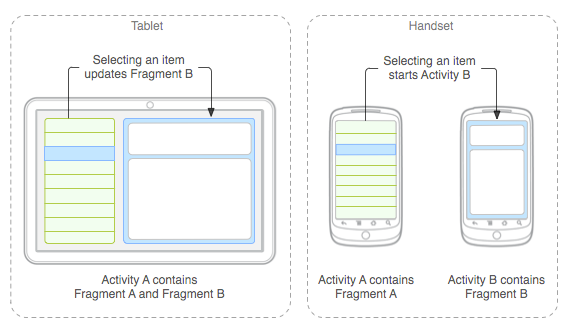 Tablet
Selecting an item
updates Fragment B
Activity A contains
Fragment A and Fragment B
Handset
Selecting an item
starts Activity B
Activity A contains
Fragment A
Activity B contains
Fragment B